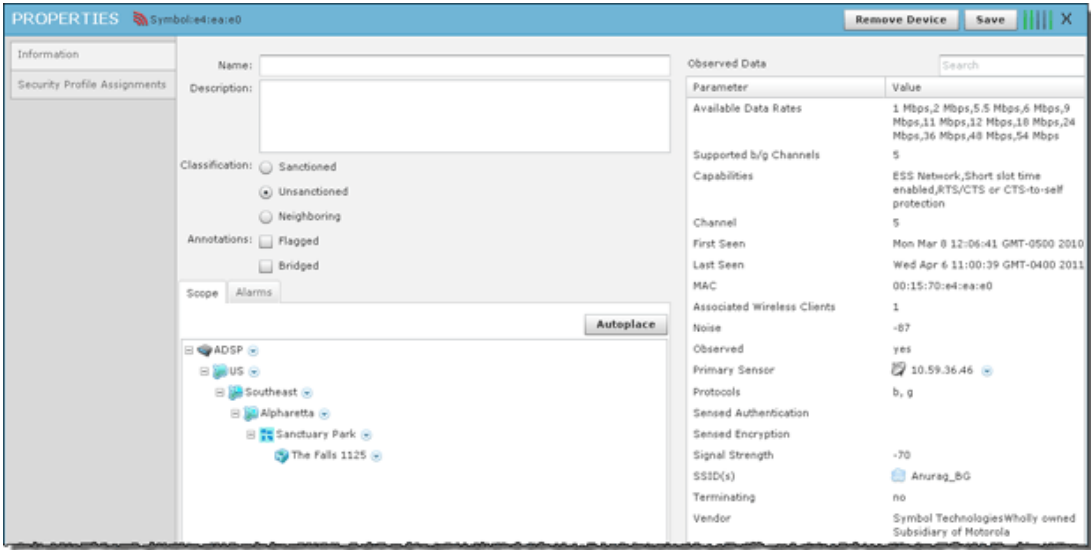 PROPERTIES Symbol:e4:ea:e0 Remove Device Save X
Information
Security Profile Assignments
Name:
Description:
Classification: Sanctioned
Unsanctioned
Neighboring
Annotations: Flagged
Bridged
Scope Alarms
Autoplace
ADSP
US
Southeast
Alpharetta
Sanctuary Park
The Falls 1125
Observed Data Search
Parameter Value
Available Data Rates 1 Mbps,2 Mbps,5.5 Mbps,6 Mbps,9
Mbps,11 Mbps,12 Mbps,18 Mbps,24
Mbps,36 Mbps,48 Mbps,54 Mbps
Supported b/g Channels 5
Capabilities ESS Network,Short slot time
enabled,RTS/CTS or CTS-to-self
protection
Channel 5
First Seen Mon Mar 8 12:06:41 GMT-0500 2010
Last Seen Wed Apr 6 11:00:39 GMT-0400 2011
MAC 00:15:70:e4:ea:e0
Associated Wireless Clients 1
Noise -87
Observed yes
Primary Sensor 10.59.36.46
Protocols b, g
Sensed Authentication
Sensed Encryption
Signal Strength -70
SSID(s) Anurag_BG
Terminating no
Vendor Symbol TechnologiesWholly owned
Subsidiary of Motorola